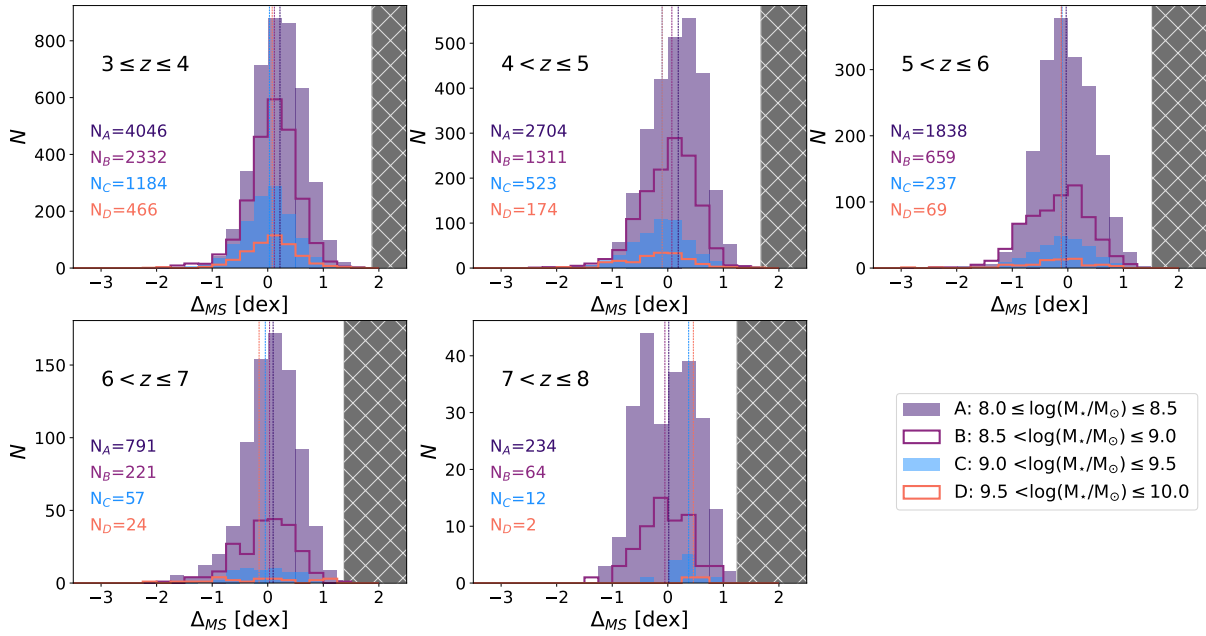 3 ≤ z ≤ 4
N_A=4046
N_B=2332
N_C=1184
N_D=466
N
0
200
400
600
800
−3 −2 −1 0 1 2
Δ_MS [dex]
4 < z ≤ 5
N_A=2704
N_B=1311
N_C=523
N_D=174
N
0
100
200
300
400
500
−3 −2 −1 0 1 2
Δ_MS [dex]
5 < z ≤ 6
N_A=1838
N_B=659
N_C=237
N_D=69
N
0
100
200
300
−3 −2 −1 0 1 2
Δ_MS [dex]
6 < z ≤ 7
N_A=791
N_B=221
N_C=57
N_D=24
N
0
50
100
150
−3 −2 −1 0 1 2
Δ_MS [dex]
7 < z ≤ 8
N_A=234
N_B=64
N_C=12
N_D=2
N
0
10
20
30
40
−3 −2 −1 0 1 2
Δ_MS [dex]
A: 8.0 ≤ log(M⋆/M⊙) ≤ 8.5
B: 8.5 <log(M⋆/M⊙) ≤ 9.0
C: 9.0 <log(M⋆/M⊙) ≤ 9.5
D: 9.5 <log(M⋆/M⊙) ≤ 10.0